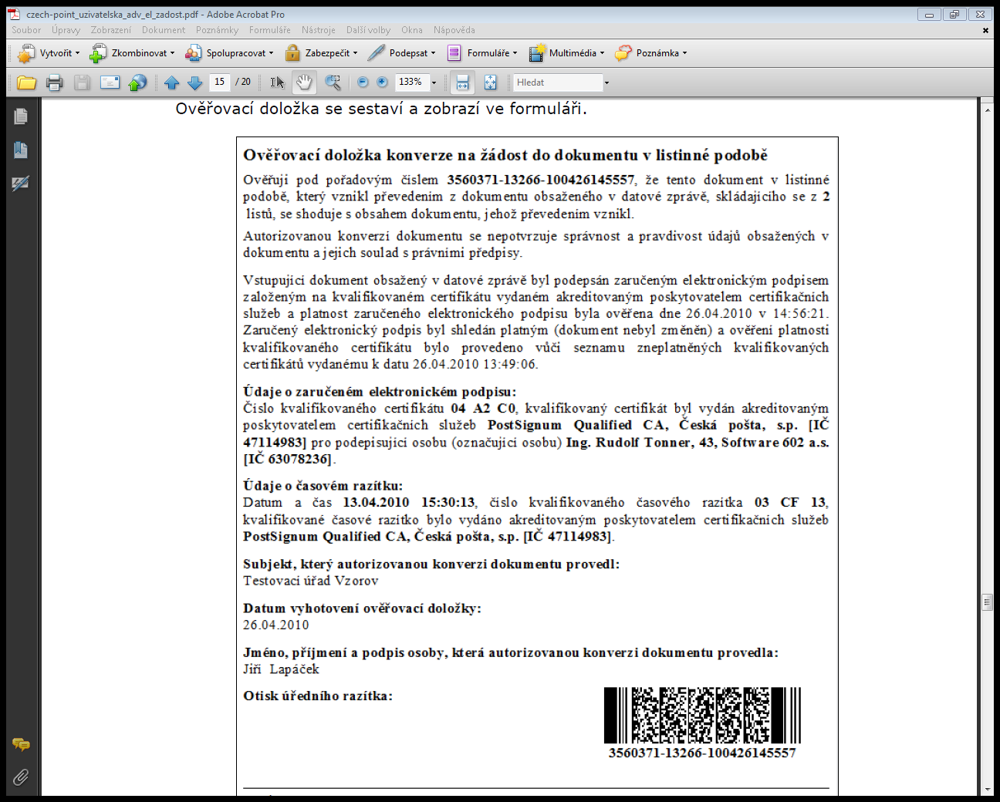 czech-point_uzivatelska_adv_el_zadost.pdf - Adobe Acrobat Pro
Soubor Úpravy Zobrazení Dokument Poznámky Formuláře Nástroje Další volby Okna Nápověda
Vytvořit Zkombinovat Spolupracovat Zabezpečit Podepsat Formuláře Multimédia Poznámka
15 / 20 133% Hledat
Ověřovací doložka se sestaví a zobrazí ve formuláři.
Ověřovací doložka konverze na žádost do dokumentu v listinné podobě
Ověřuji pod pořadovým číslem 3560371-13266-100426145557, že tento dokument v listinné
podobě, který vznikl převedením z dokumentu obsaženého v datové zprávě, skládajícího se z 2
listů, se shoduje s obsahem dokumentu, jehož převedením vznikl.
Autorizovanou konverzí dokumentu se nepotvrzuje správnost a pravdivost údajů obsažených v
dokumentu a jejich soulad s právními předpisy.
Vstupující dokument obsažený v datové zprávě byl podepsán zaručeným elektronickým podpisem
založeným na kvalifikovaném certifikátu vydaném akreditovaným poskytovatelem certifikačních
služeb a platnost zaručeného elektronického podpisu byla ověřena dne 26.04.2010 v 14:56:21.
Zaručený elektronický podpis byl shledán platným (dokument nebyl změněn) a ověření platnosti
kvalifikovaného certifikátu bylo provedeno vůči seznamu zneplatněných kvalifikovaných
certifikátů vydanému k datu 26.04.2010 13:49:06.
Údaje o zaručeném elektronickém podpisu:
Číslo kvalifikovaného certifikátu 04 A2 C0, kvalifikovaný certifikát byl vydán akreditovaným
poskytovatelem certifikačních služeb PostSignum Qualified CA, Česká pošta, s.p. [IČ
47114983] pro podepisující osobu (označující osobu) Ing. Rudolf Tonner, 43, Software 602 a.s.
[IČ 63078236].
Údaje o časovém razítku:
Datum a čas 13.04.2010 15:30:13, číslo kvalifikovaného časového razítka 03 CF 13,
kvalifikované časové razítko bylo vydáno akreditovaným poskytovatelem certifikačních služeb
PostSignum Qualified CA, Česká pošta, s.p. [IČ 47114983].
Subjekt, který autorizovanou konverzi dokumentu provedl:
Testovací úřad Vzorov
Datum vyhotovení ověřovací doložky:
26.04.2010
Jméno, příjmení a podpis osoby, která autorizovanou konverzi dokumentu provedla:
Jiří Lapáček
Otisk úředního razítka:
3560371-13266-100426145557